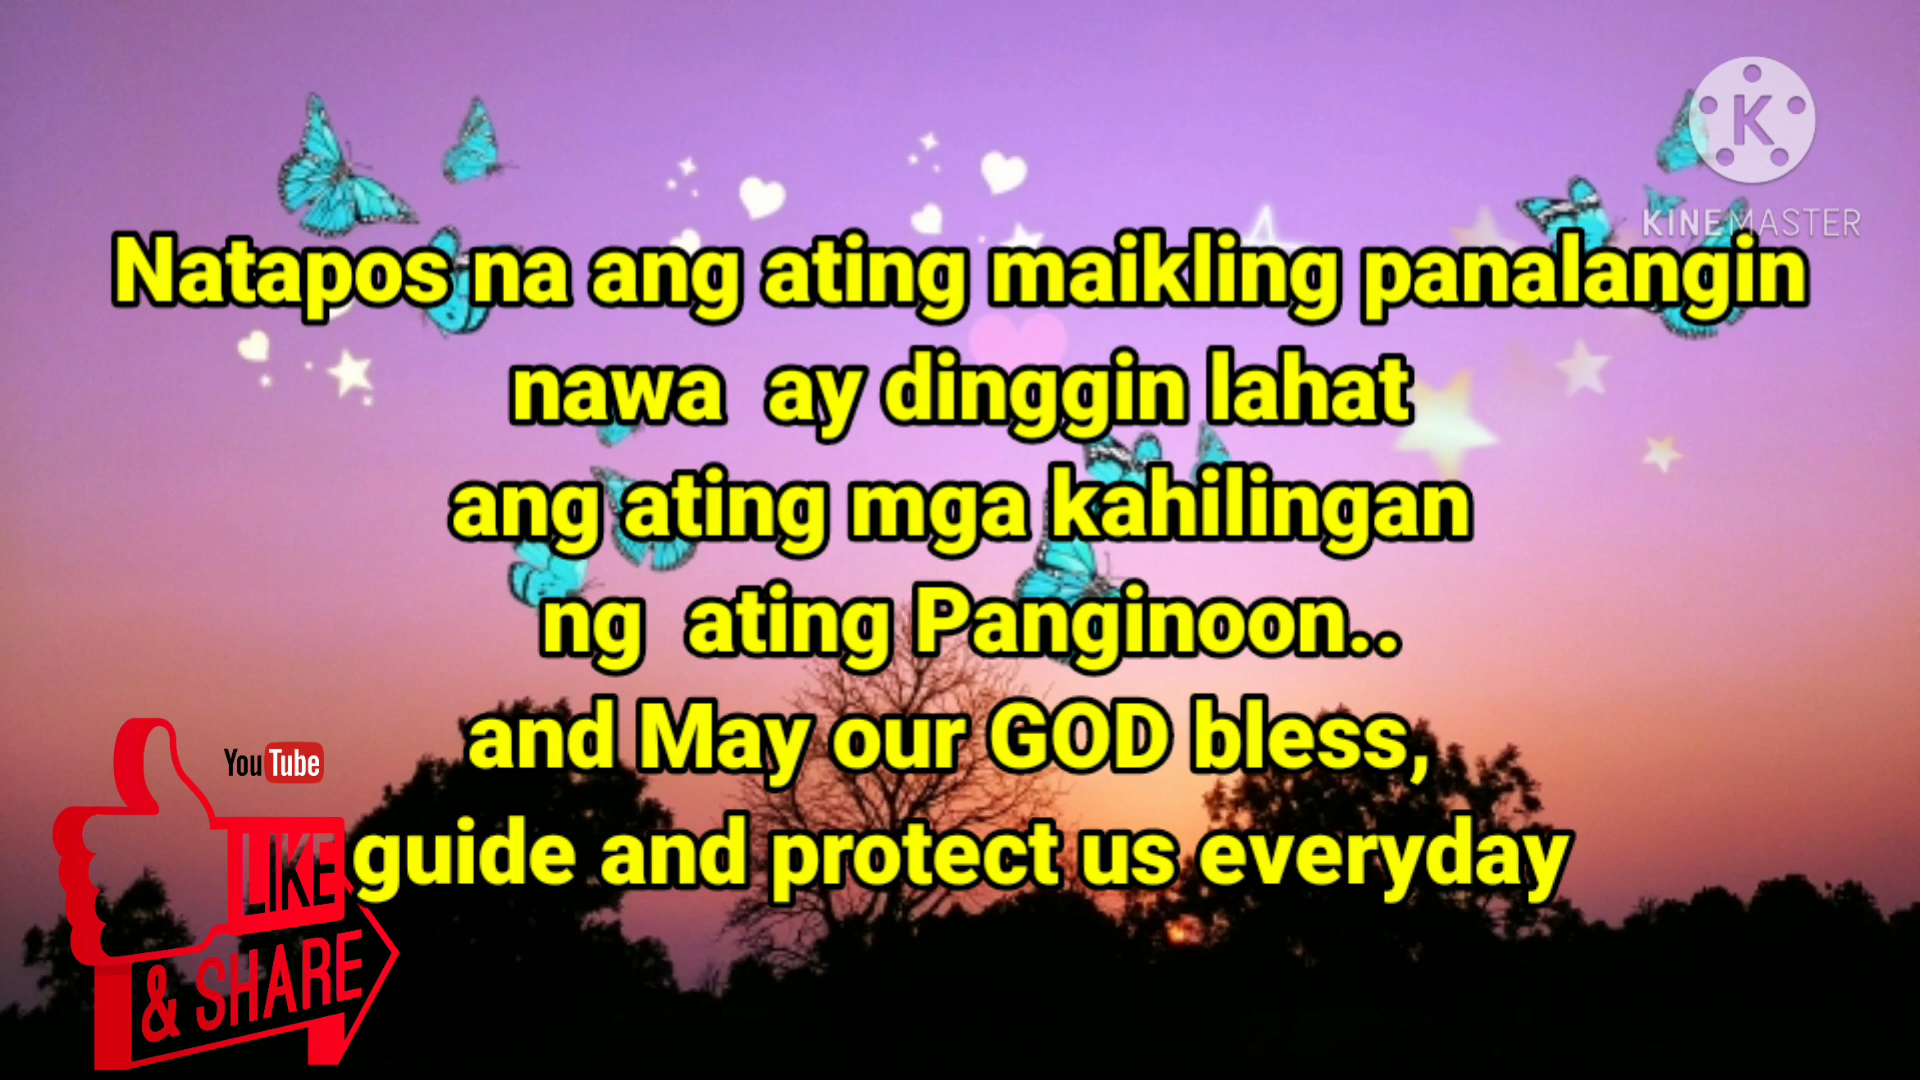 KINEMASTER
Natapos na ang ating maikling panalangin
nawa ay dinggin lahat
ang ating mga kahilingan
ng ating Panginoon..
and May our GOD bless,
guide and protect us everyday
YouTube
LIKE
& SHARE